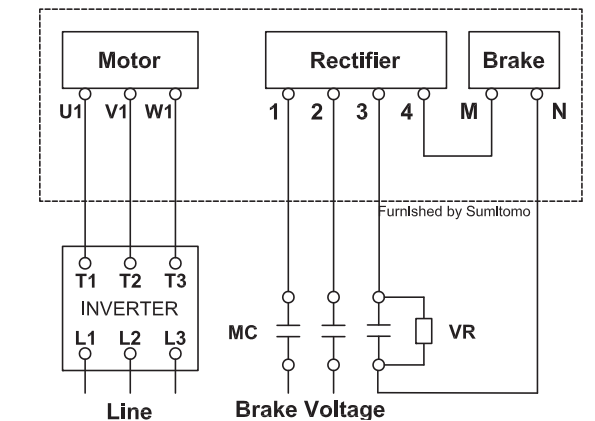 Motor Rectifier Brake
U1 V1 W1 1 2 3 4 M N
Furnished by Sumitomo
T1 T2 T3
INVERTER
MC VR
L1 L2 L3
Line Brake Voltage